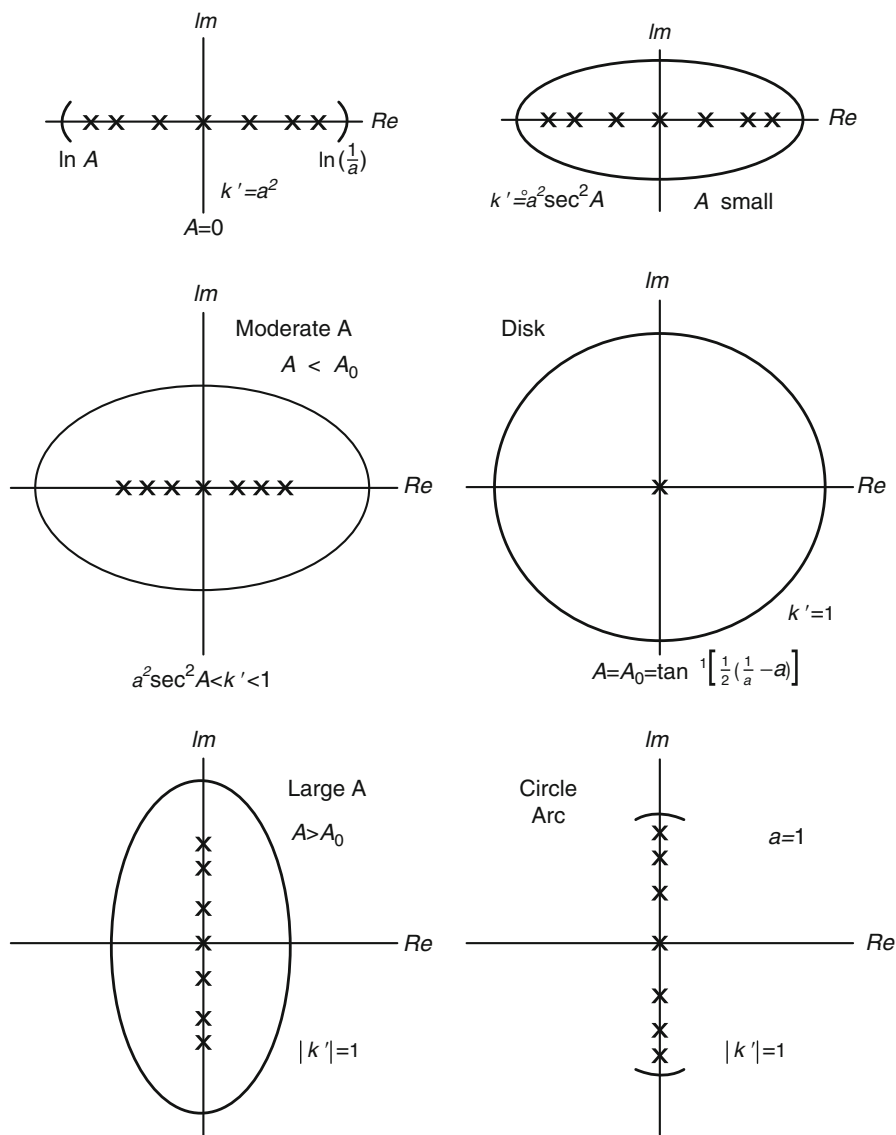 Im
Re
ln A
ln(1/a)
k'=a²
A=0
Im
Re
k'≗a²sec²A
A small
Im
Moderate A
A < A₀
Re
a²sec²A<k'<1
Im
Disk
Re
k'=1
A=A₀=tan ¹[½(1/a −a)]
Im
Large A
A>A₀
Re
|k'|=1
Im
Circle
Arc
a=1
Re
|k'|=1